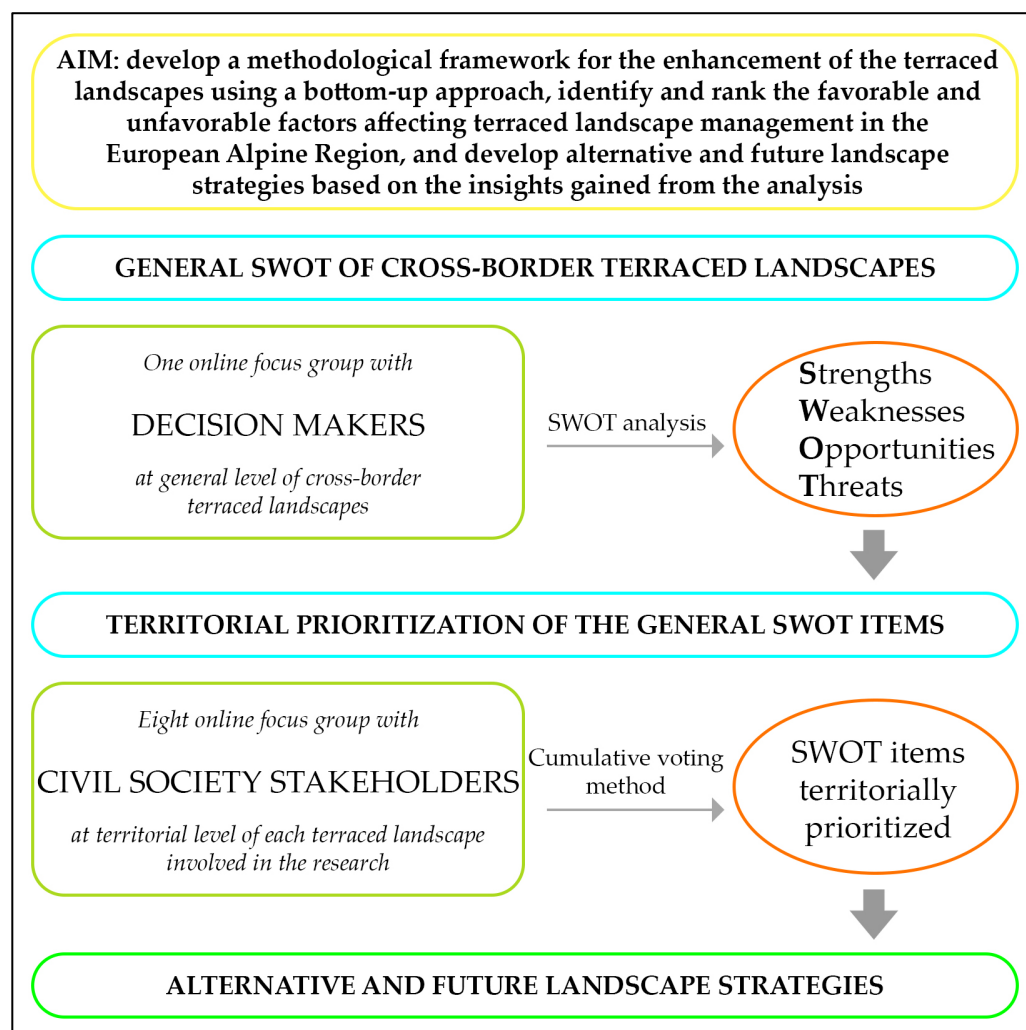 AIM: develop a methodological framework for the enhancement of the terraced
landscapes using a bottom-up approach, identify and rank the favorable and
unfavorable factors affecting terraced landscape management in the
European Alpine Region, and develop alternative and future landscape
strategies based on the insights gained from the analysis
GENERAL SWOT OF CROSS-BORDER TERRACED LANDSCAPES
One online focus group with
DECISION MAKERS
at general level of cross-border
terraced landscapes
SWOT analysis
Strengths
Weaknesses
Opportunities
Threats
TERRITORIAL PRIORITIZATION OF THE GENERAL SWOT ITEMS
Eight online focus group with
CIVIL SOCIETY STAKEHOLDERS
at territorial level of each terraced landscape
involved in the research
Cumulative voting
method
SWOT items
territorially
prioritized
ALTERNATIVE AND FUTURE LANDSCAPE STRATEGIES